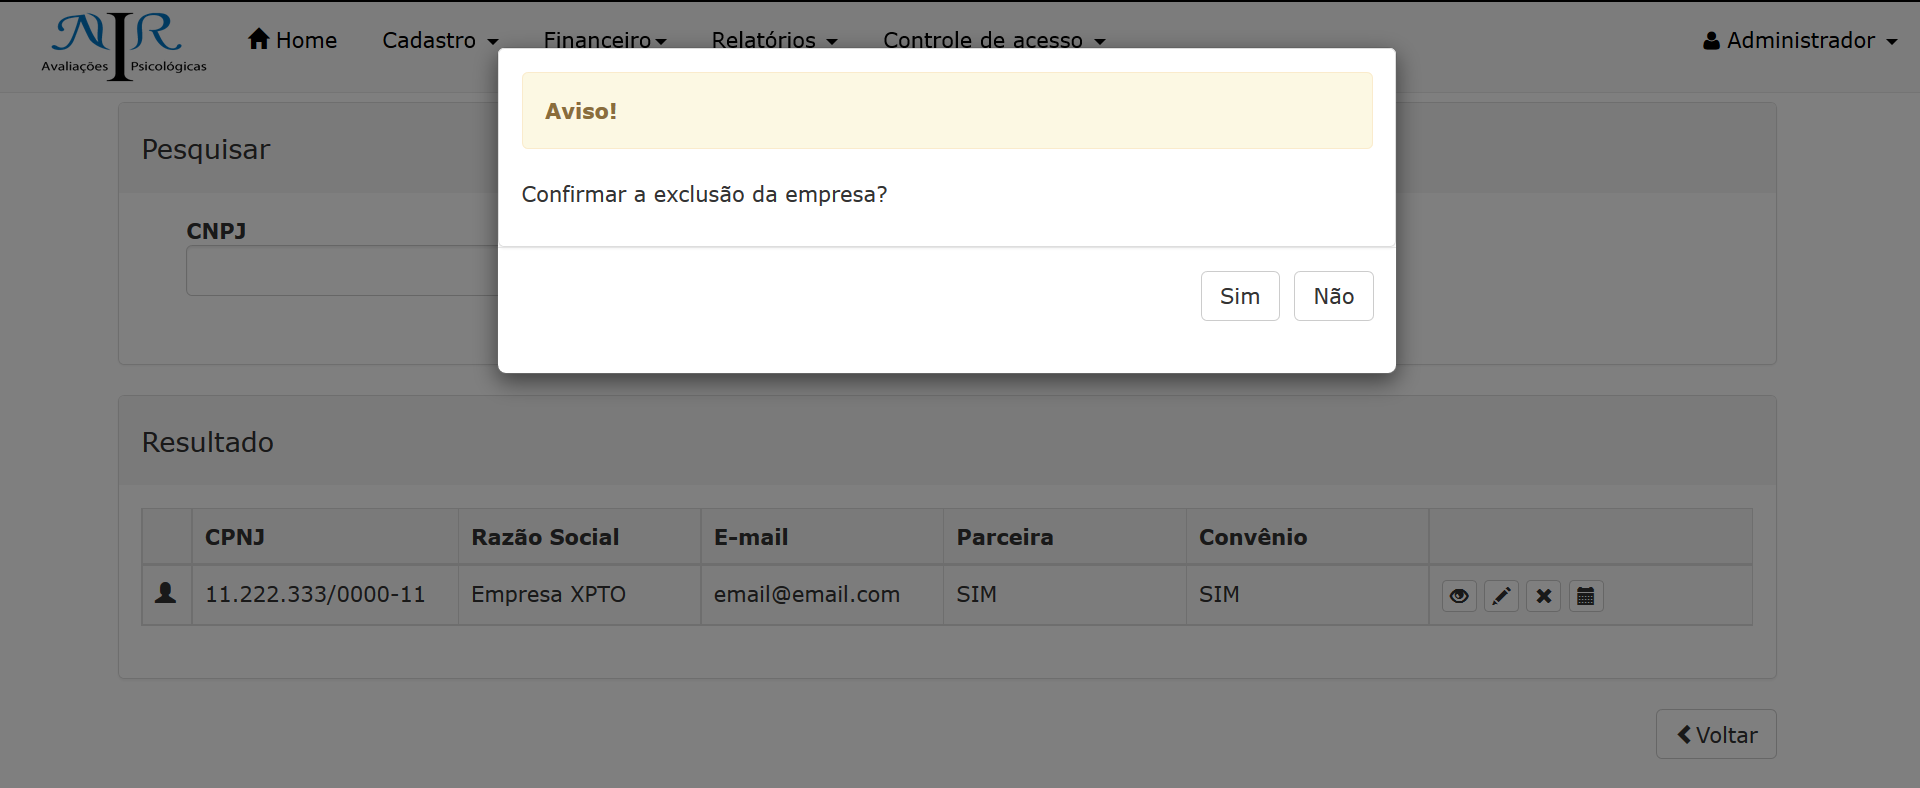 NIR
Avaliações Psicológicas
Home Cadastro Financeiro Relatórios Controle de acesso Administrador
Aviso!
Confirmar a exclusão da empresa?
Sim Não
Pesquisar
CNPJ
Resultado
CPNJ Razão Social E-mail Parceira Convênio
11.222.333/0000-11 Empresa XPTO email@email.com SIM SIM
Voltar